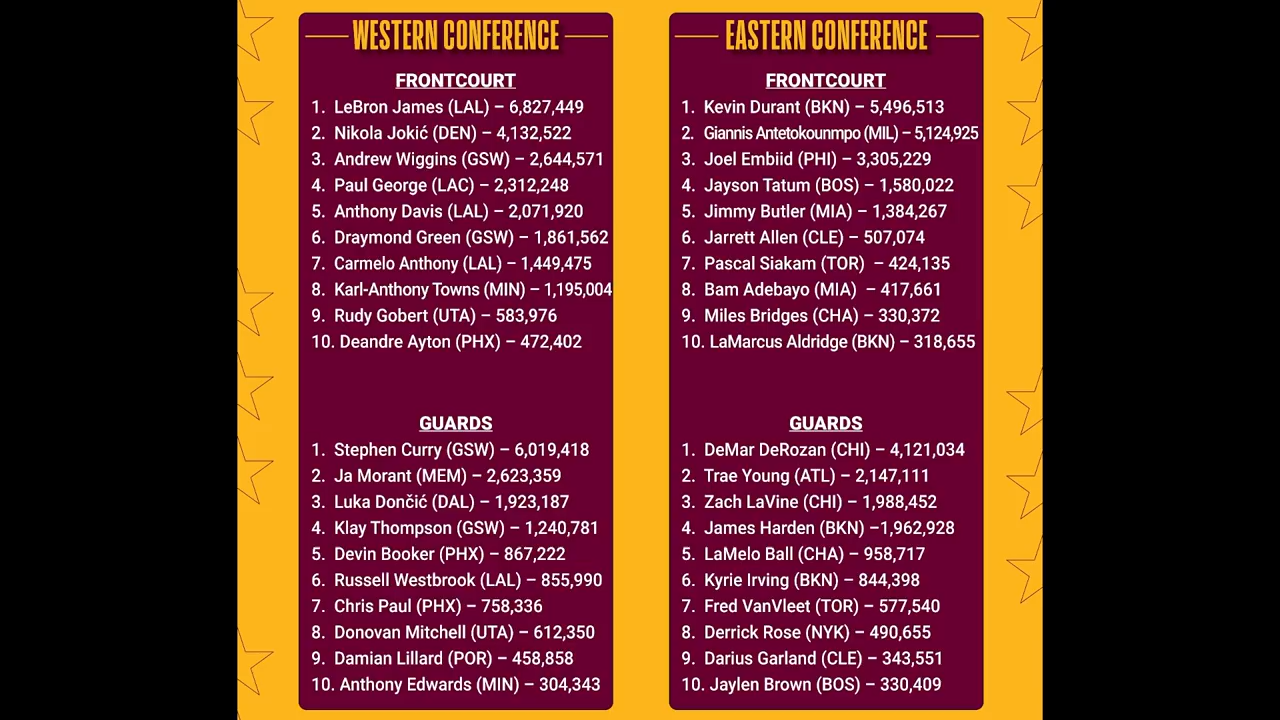 WESTERN CONFERENCE
FRONTCOURT
1. LeBron James (LAL) – 6,827,449
2. Nikola Jokić (DEN) – 4,132,522
3. Andrew Wiggins (GSW) – 2,644,571
4. Paul George (LAC) – 2,312,248
5. Anthony Davis (LAL) – 2,071,920
6. Draymond Green (GSW) – 1,861,562
7. Carmelo Anthony (LAL) – 1,449,475
8. Karl-Anthony Towns (MIN) – 1,195,004
9. Rudy Gobert (UTA) – 583,976
10. Deandre Ayton (PHX) – 472,402
GUARDS
1. Stephen Curry (GSW) – 6,019,418
2. Ja Morant (MEM) – 2,623,359
3. Luka Dončić (DAL) – 1,923,187
4. Klay Thompson (GSW) – 1,240,781
5. Devin Booker (PHX) – 867,222
6. Russell Westbrook (LAL) – 855,990
7. Chris Paul (PHX) – 758,336
8. Donovan Mitchell (UTA) – 612,350
9. Damian Lillard (POR) – 458,858
10. Anthony Edwards (MIN) – 304,343
EASTERN CONFERENCE
FRONTCOURT
1. Kevin Durant (BKN) – 5,496,513
2. Giannis Antetokounmpo (MIL) – 5,124,925
3. Joel Embiid (PHI) – 3,305,229
4. Jayson Tatum (BOS) – 1,580,022
5. Jimmy Butler (MIA) – 1,384,267
6. Jarrett Allen (CLE) – 507,074
7. Pascal Siakam (TOR) – 424,135
8. Bam Adebayo (MIA) – 417,661
9. Miles Bridges (CHA) – 330,372
10. LaMarcus Aldridge (BKN) – 318,655
GUARDS
1. DeMar DeRozan (CHI) – 4,121,034
2. Trae Young (ATL) – 2,147,111
3. Zach LaVine (CHI) – 1,988,452
4. James Harden (BKN) –1,962,928
5. LaMelo Ball (CHA) – 958,717
6. Kyrie Irving (BKN) – 844,398
7. Fred VanVleet (TOR) – 577,540
8. Derrick Rose (NYK) – 490,655
9. Darius Garland (CLE) – 343,551
10. Jaylen Brown (BOS) – 330,409